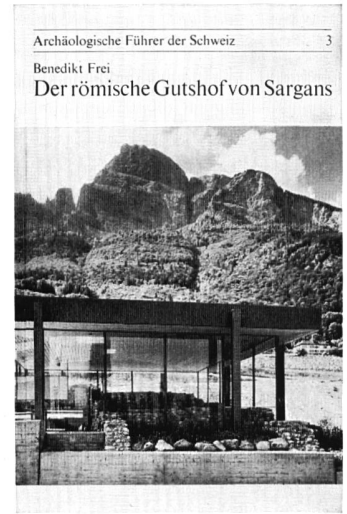 Archäologische Führer der Schweiz 3
Benedikt Frei
Der römische Gutshof von Sargans